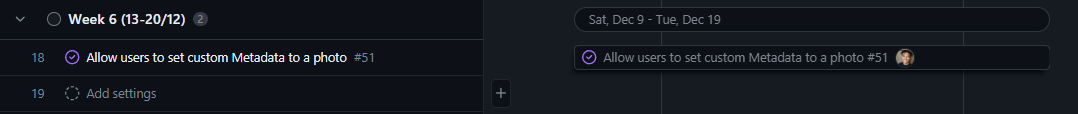 Week 6 (13-20/12) 2
Sat, Dec 9 - Tue, Dec 19
18 Allow users to set custom Metadata to a photo #51
Allow users to set custom Metadata to a photo #51
19 Add settings
+